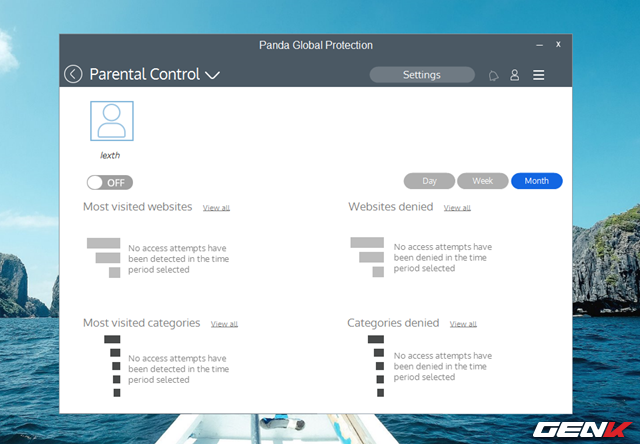 Panda Global Protection
Parental Control
Settings
lexth
OFF
Day
Week
Month
Most visited websites
View all
Websites denied
View all
No access attempts have
been detected in the time
period selected
No access attempts have
been denied in the time
period selected
Most visited categories
View all
Categories denied
View all
No access attempts have
been detected in the time
period selected
No access attempts have
been denied in the time
period selected
GENK